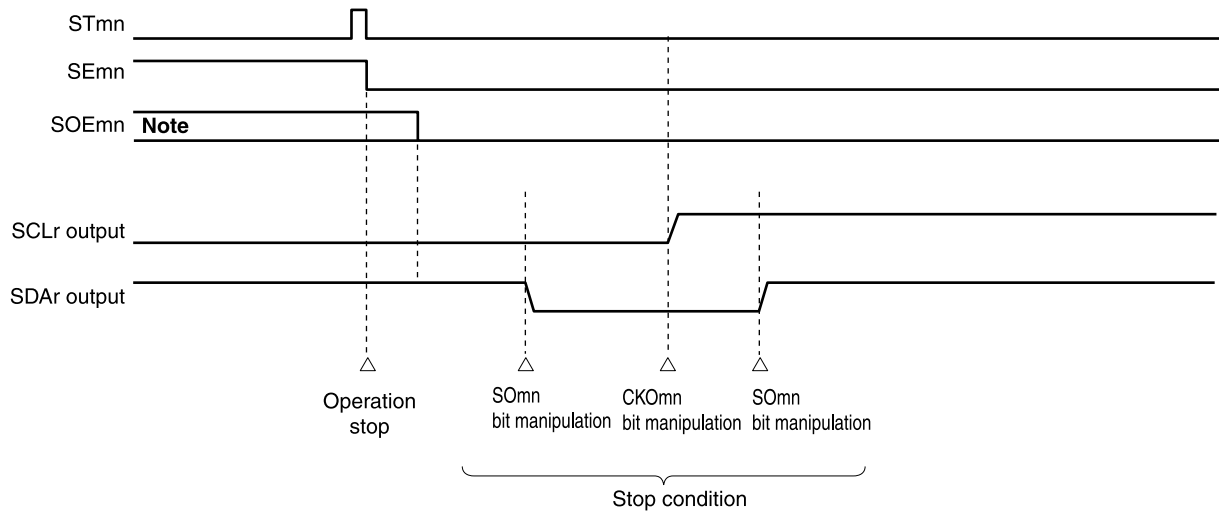 STmn
SEmn
SOEmn Note
SCLr output
SDAr output
Operation
stop
SOmn
bit manipulation
CKOmn
bit manipulation
SOmn
bit manipulation
Stop condition